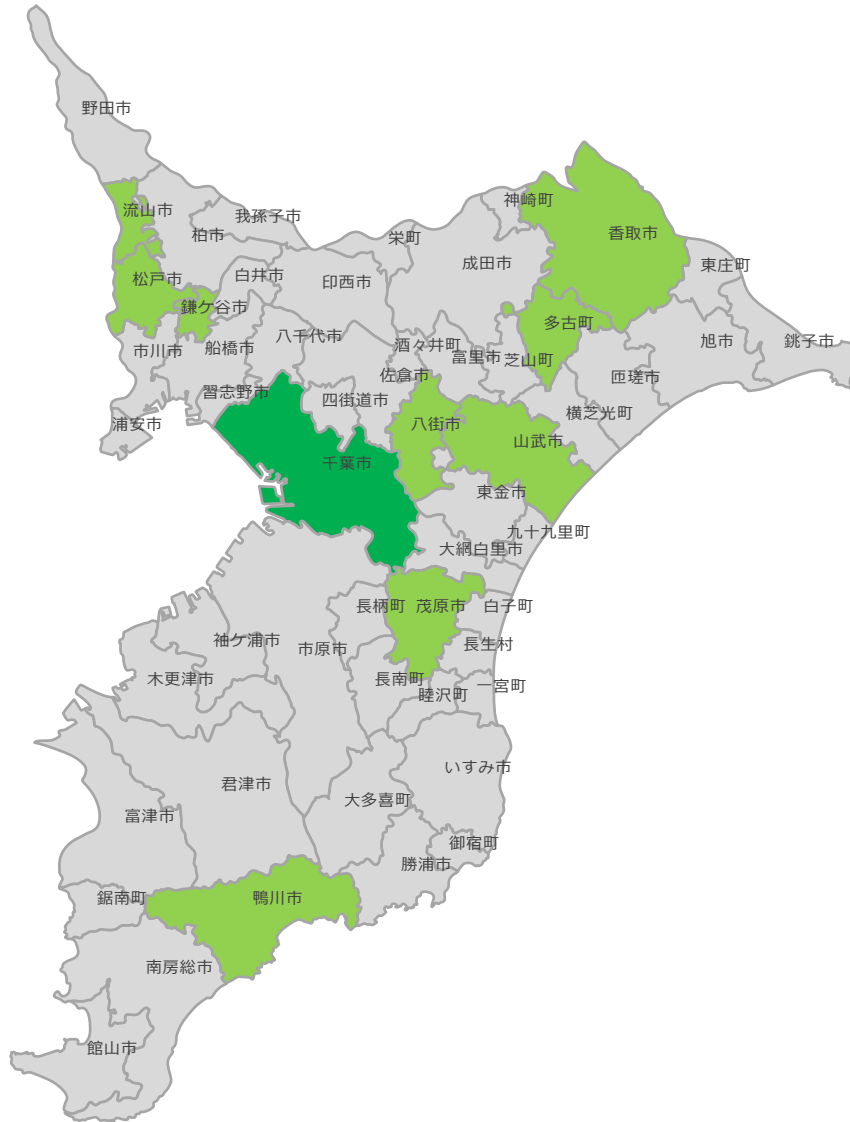 野田市
流山市
柏市
我孫子市
神崎町
香取市
栄町
成田市
東庄町
松戸市
白井市
印西市
鎌ケ谷市
多古町
市川市
船橋市
八千代市
酒々井町
富里市
芝山町
旭市
銚子市
佐倉市
匝瑳市
習志野市
四街道市
浦安市
八街市
横芝光町
山武市
千葉市
東金市
九十九里町
大網白里市
長柄町
茂原市
白子町
袖ケ浦市
市原市
長生村
木更津市
長南町
睦沢町
一宮町
いすみ市
君津市
大多喜町
富津市
御宿町
勝浦市
鋸南町
鴨川市
南房総市
館山市